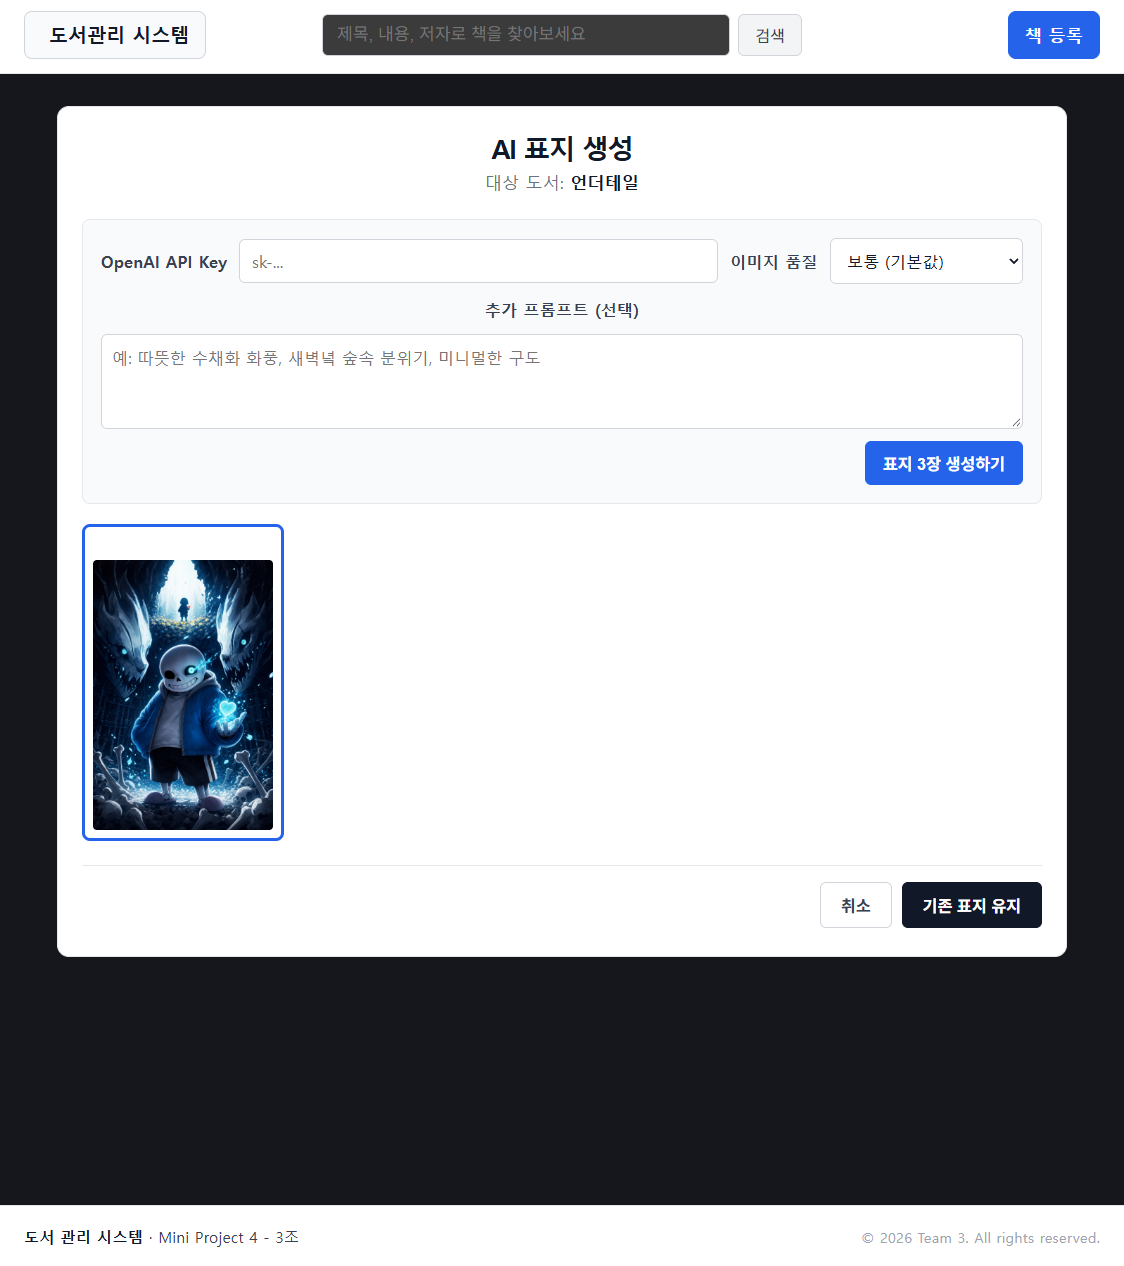 도서관리 시스템
제목, 내용, 저자로 책을 찾아보세요
검색
책 등록
AI 표지 생성
대상 도서: 언더테일
OpenAI API Key
sk-...
이미지 품질
보통 (기본값)
추가 프롬프트 (선택)
예: 따뜻한 수채화 화풍, 새벽녘 숲속 분위기, 미니멀한 구도
표지 3장 생성하기
취소
기존 표지 유지
도서 관리 시스템 · Mini Project 4 - 3조
© 2026 Team 3. All rights reserved.